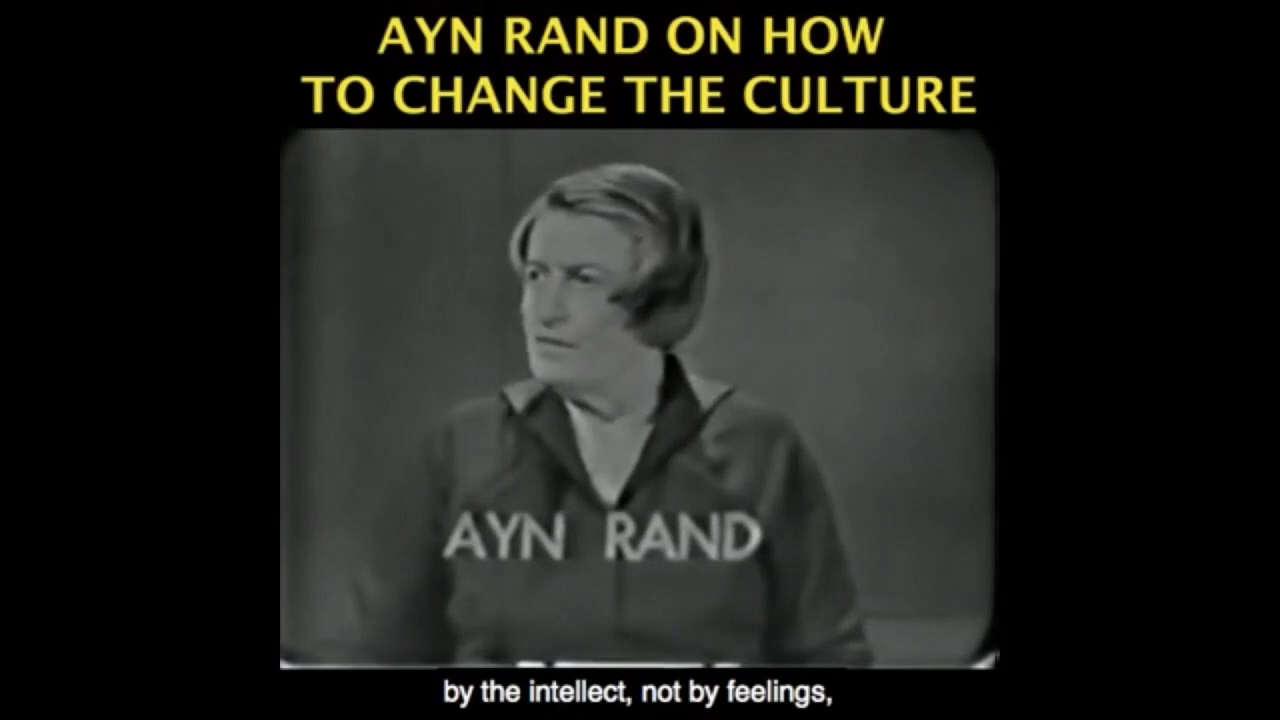 AYN RAND ON HOW
TO CHANGE THE CULTURE
AYN RAND
by the intellect, not by feelings,